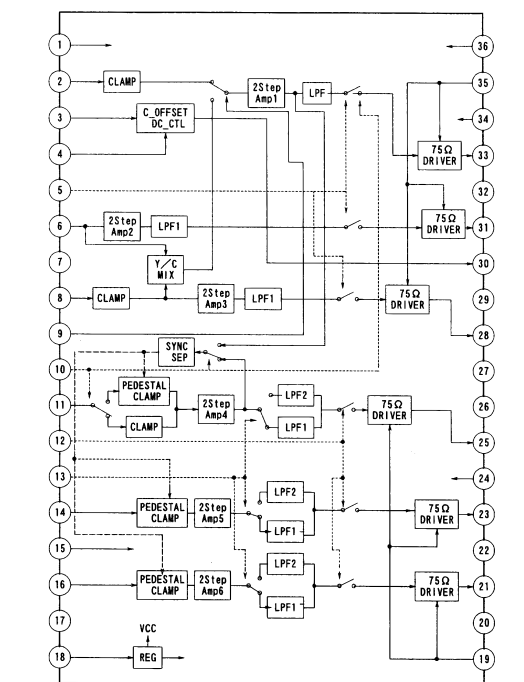 1
36
2
CLAMP
2Step
Amp1
LPF
35
3
C_OFFSET
DC_CTL
34
4
75Ω
DRIVER
33
5
32
6
2Step
Amp2
LPF1
75Ω
DRIVER
31
7
Y/C
MIX
30
8
CLAMP
2Step
Amp3
LPF1
75Ω
DRIVER
29
9
28
SYNC
SEP
10
27
PEDESTAL
CLAMP
11
CLAMP
2Step
Amp4
LPF2
LPF1
75Ω
DRIVER
26
12
25
13
24
LPF2
14
PEDESTAL
CLAMP
2Step
Amp5
LPF1
75Ω
DRIVER
23
15
22
LPF2
16
PEDESTAL
CLAMP
2Step
Amp6
LPF1
75Ω
DRIVER
21
17
20
VCC
18
REG
19